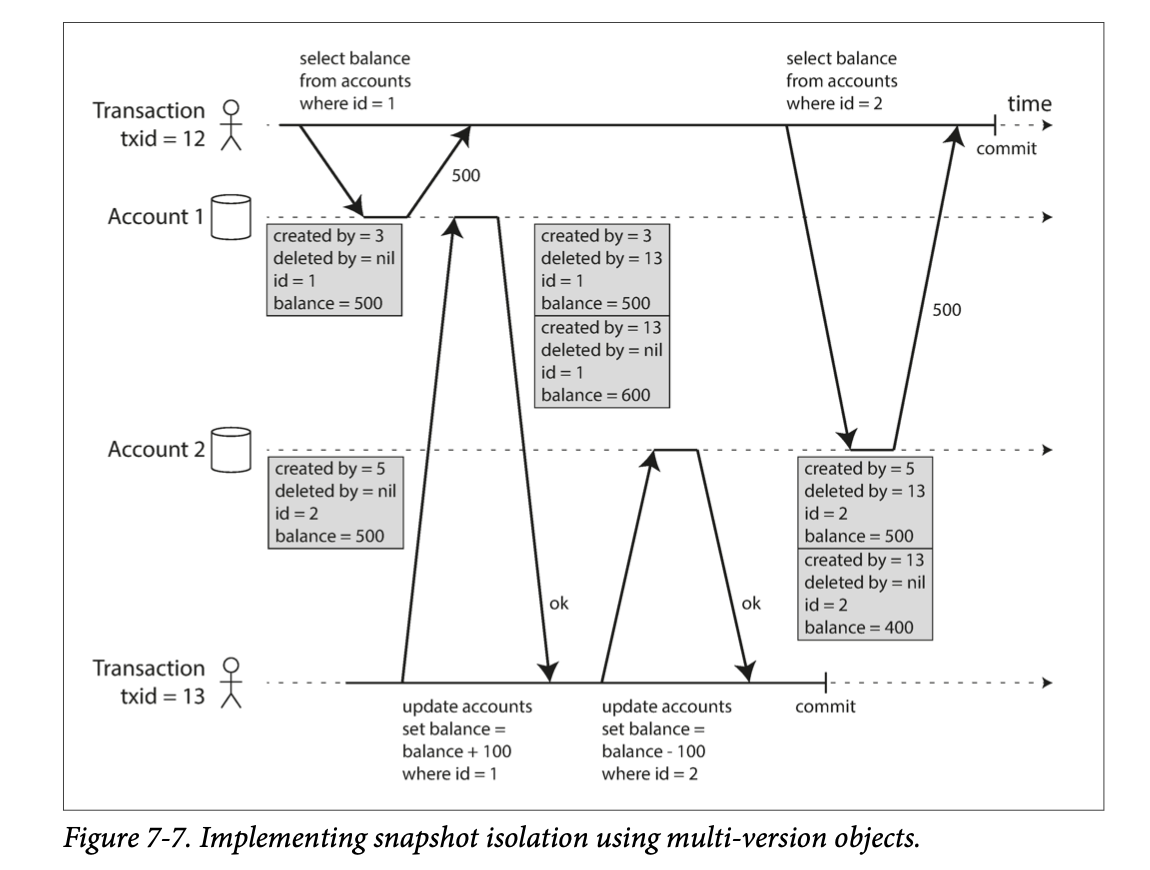 select balance
from accounts
where id = 1
select balance
from accounts
where id = 2
time
Transaction
txid = 12
commit
500
Account 1
created by = 3
deleted by = nil
id = 1
balance = 500
created by = 3
deleted by = 13
id = 1
balance = 500
created by = 13
deleted by = nil
id = 1
balance = 600
500
Account 2
created by = 5
deleted by = nil
id = 2
balance = 500
created by = 5
deleted by = 13
id = 2
balance = 500
created by = 13
deleted by = nil
id = 2
balance = 400
ok
ok
Transaction
txid = 13
update accounts
set balance =
balance + 100
where id = 1
update accounts
set balance =
balance - 100
where id = 2
commit
Figure 7-7. Implementing snapshot isolation using multi-version objects.